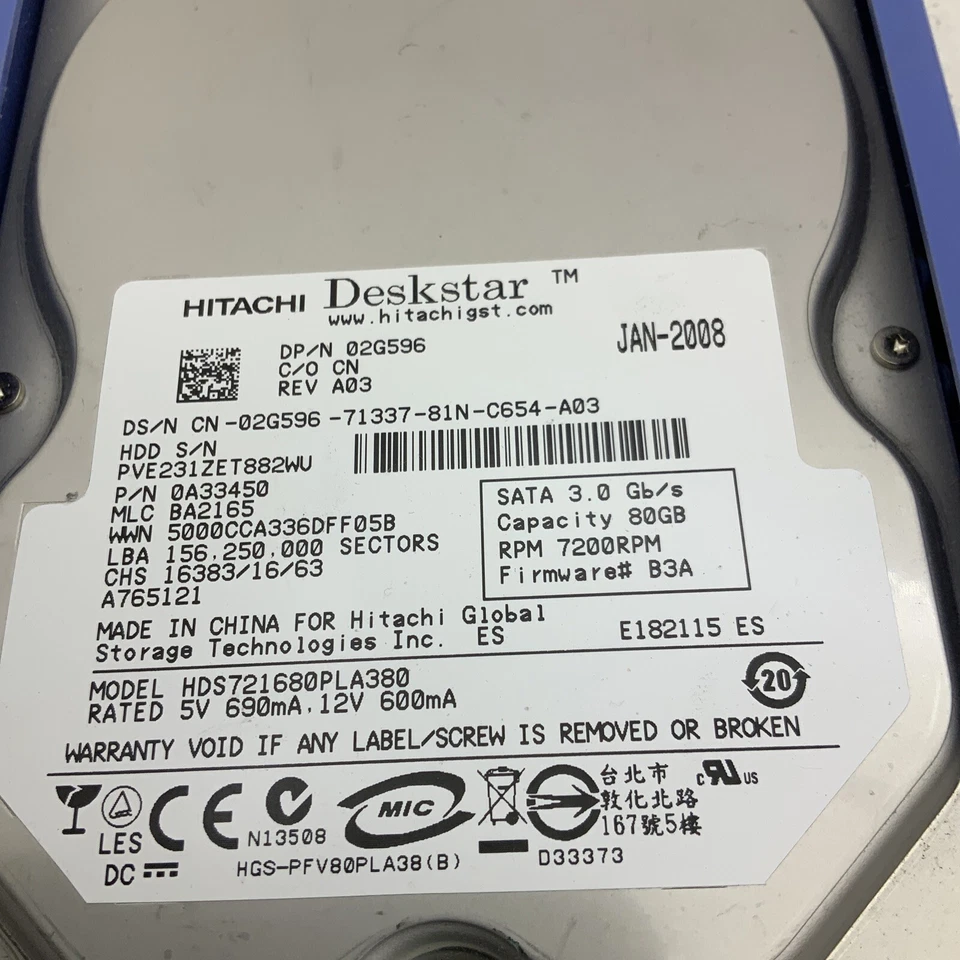 HITACHI Deskstar ™
www.hitachigst.com
JAN-2008
DP/N 02G596
C/O CN
REV A03
DS/N CN -02G596 -71337-81N-C654-A03
HDD S/N
PVE231ZET882WU
P/N 0A33450
MLC BA2165
WWN 5000CCA336DFF05B
LBA 156,250,000 SECTORS
CHS 16383/16/63
A765121
SATA 3.0 Gb/s
Capacity 80GB
RPM 7200RPM
Firmware# B3A
MADE IN CHINA FOR Hitachi Global
Storage Technologies Inc. ES
E182115 ES
MODEL HDS721680PLA380
RATED 5V 690mA,12V 600mA
20
WARRANTY VOID IF ANY LABEL/SCREW IS REMOVED OR BROKEN
LES
DC
CE
N13508
MIC
台北市
敦化北路
167號5樓
c RU US
HGS-PFV80PLA38(B)
D33373